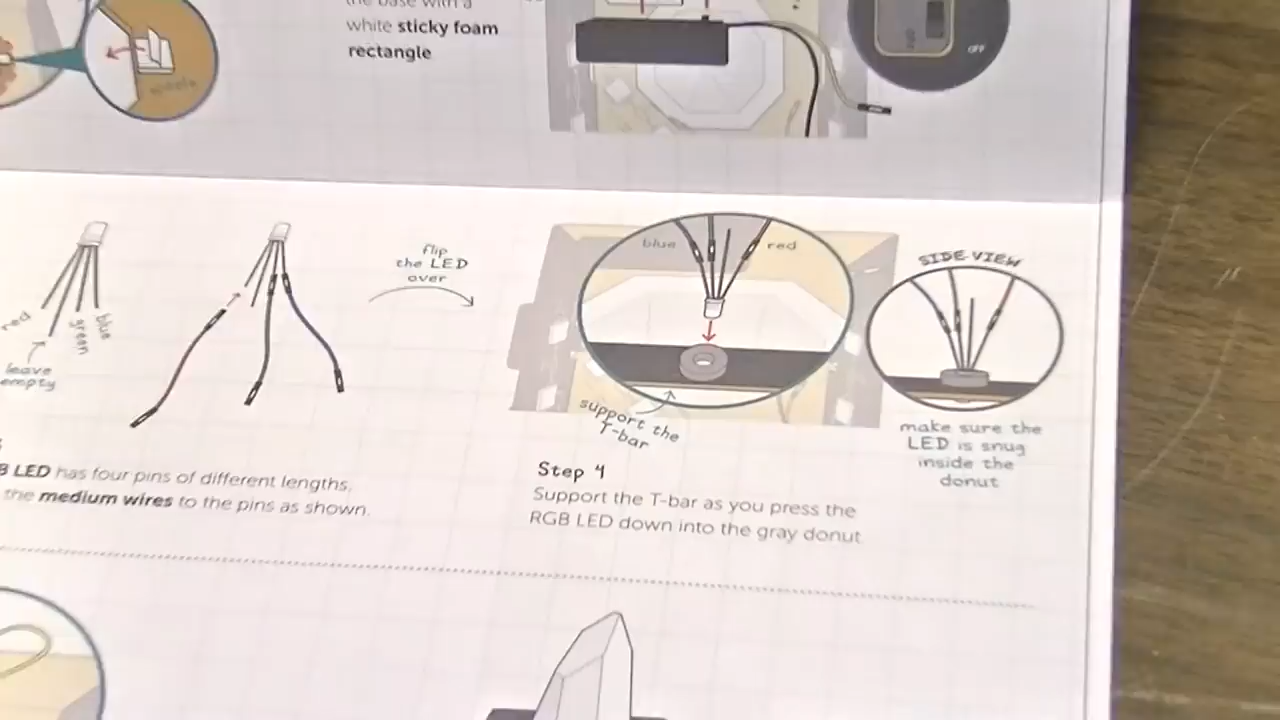 the base with a
white sticky foam
rectangle
OFF
red
green
blue
leave
empty
flip
the LED
over
blue
red
support the
T-bar
SIDE VIEW
make sure the
LED is snug
inside the
donut
B LED has four pins of different lengths.
the medium wires to the pins as shown.
Step 4
Support the T-bar as you press the
RGB LED down into the gray donut